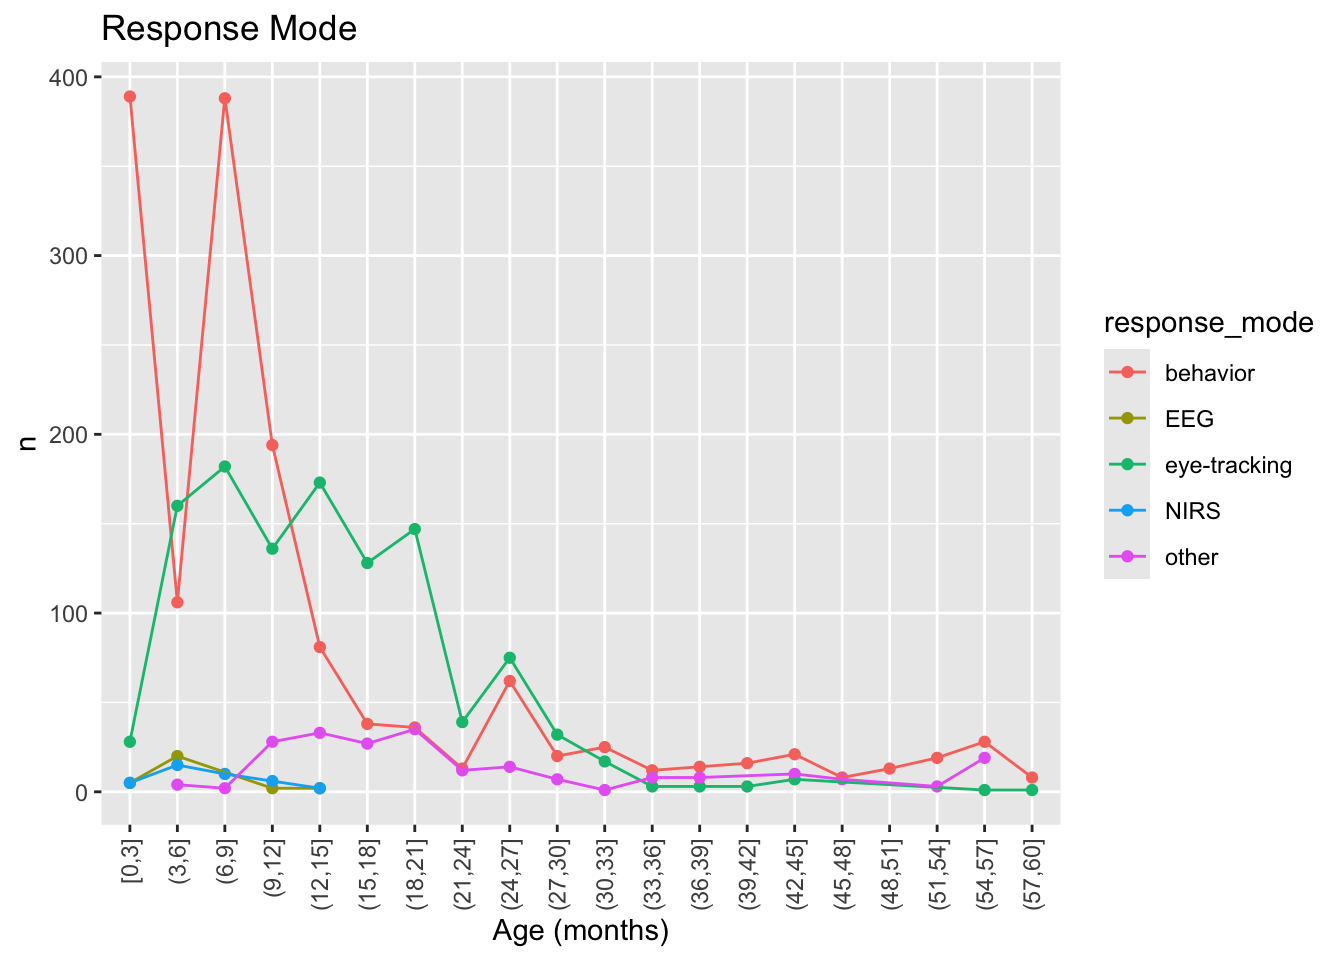 Response Mode
400
300
200
100
0
n
[0,3]
(3,6]
(6,9]
(9,12]
(12,15]
(15,18]
(18,21]
(21,24]
(24,27]
(27,30]
(30,33]
(33,36]
(36,39]
(39,42]
(42,45]
(45,48]
(48,51]
(51,54]
(54,57]
(57,60]
Age (months)
response_mode
behavior
EEG
eye-tracking
NIRS
other